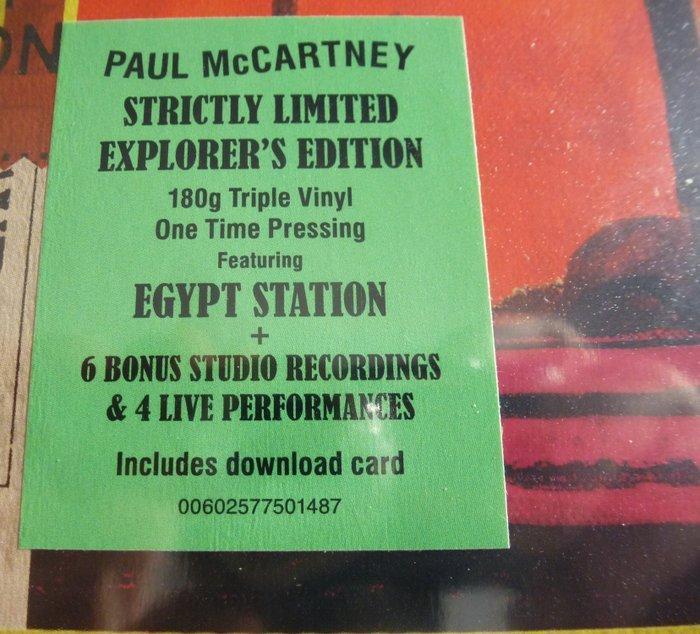 ON
PAUL McCARTNEY
STRICTLY LIMITED
EXPLORER'S EDITION
180g Triple Vinyl
One Time Pressing
Featuring
EGYPT STATION
+
6 BONUS STUDIO RECORDINGS
& 4 LIVE PERFORMANCES
Includes download card
00602577501487